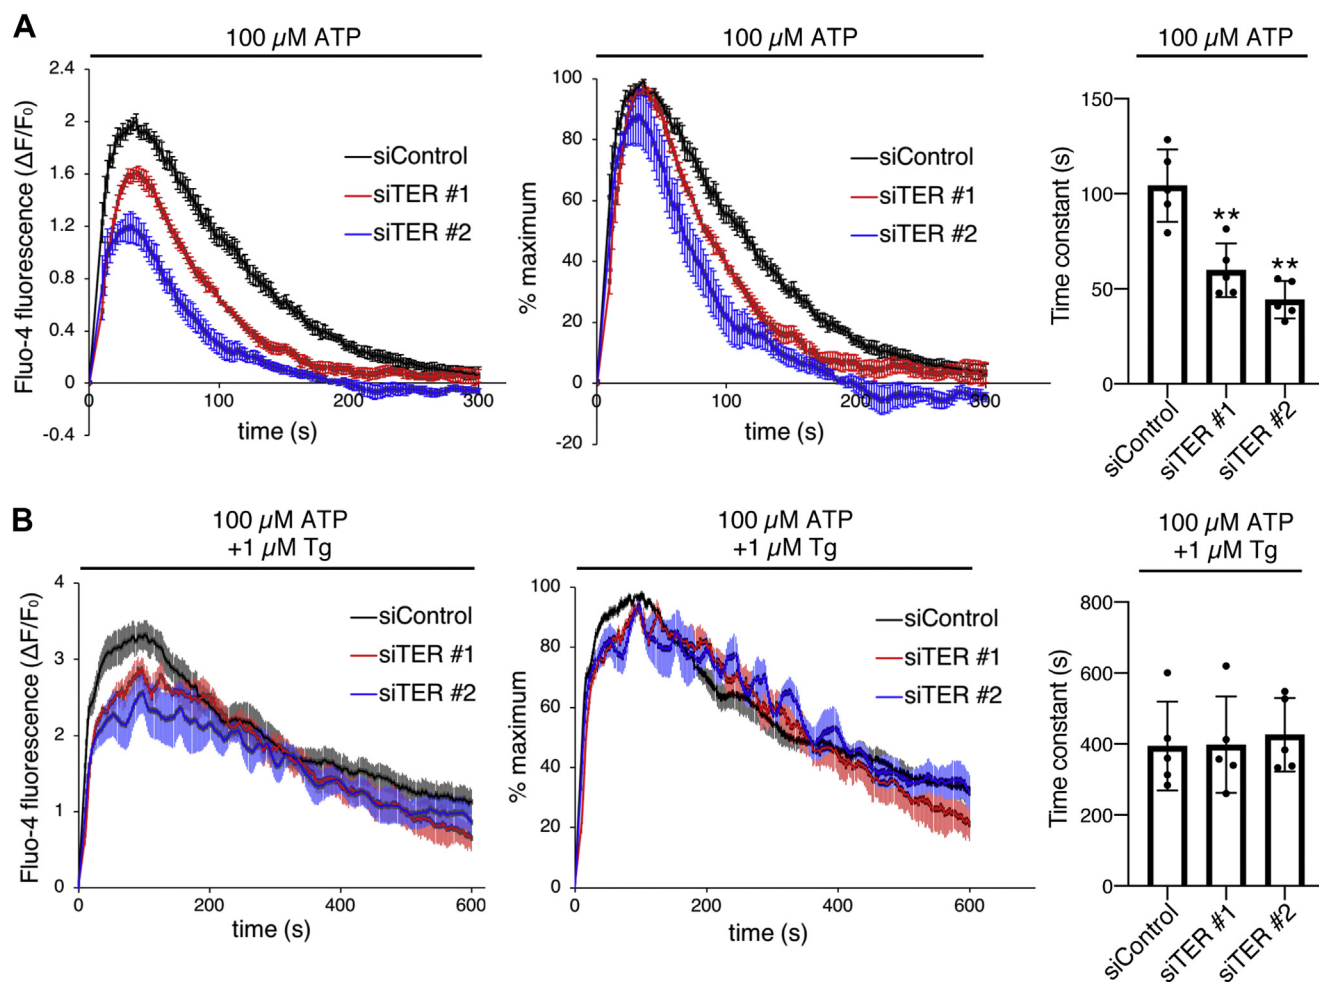 A
100 µM ATP
2.4
2
1.6
1.2
0.8
0.4
0
-0.4
Fluo-4 fluorescence (ΔF/F₀)
siControl
siTER #1
siTER #2
0
100
200
300
time (s)
100 µM ATP
100
80
60
40
20
0
-20
% maximum
siControl
siTER #1
siTER #2
0
100
200
300
time (s)
100 µM ATP
150
100
50
0
Time constant (s)
**
**
siControl
siTER #1
siTER #2
B
100 µM ATP
+1 µM Tg
4
3
2
1
0
Fluo-4 fluorescence (ΔF/F₀)
siControl
siTER #1
siTER #2
0
200
400
600
time (s)
100 µM ATP
+1 µM Tg
100
80
60
40
20
0
% maximum
siControl
siTER #1
siTER #2
0
200
400
600
time (s)
100 µM ATP
+1 µM Tg
800
600
400
200
0
Time constant (s)
siControl
siTER #1
siTER #2